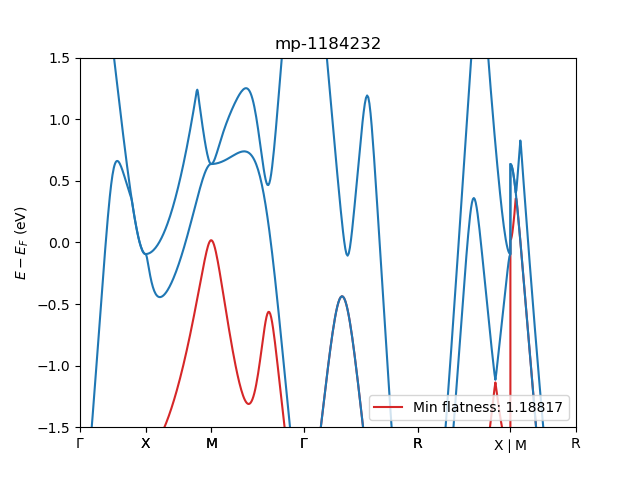 mp-1184232
E − E_F (eV)
1.5
1.0
0.5
0.0
−0.5
−1.0
−1.5
Min flatness: 1.18817
Γ X M Γ R X | M R